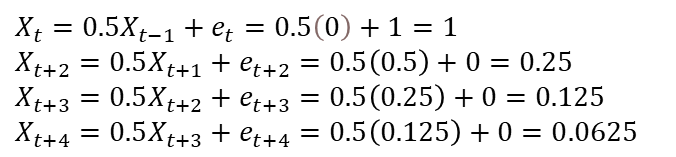 X_t = 0.5X_{t−1} + e_t = 0.5(0) + 1 = 1
X_{t+2} = 0.5X_{t+1} + e_{t+2} = 0.5(0.5) + 0 = 0.25
X_{t+3} = 0.5X_{t+2} + e_{t+3} = 0.5(0.25) + 0 = 0.125
X_{t+4} = 0.5X_{t+3} + e_{t+4} = 0.5(0.125) + 0 = 0.0625